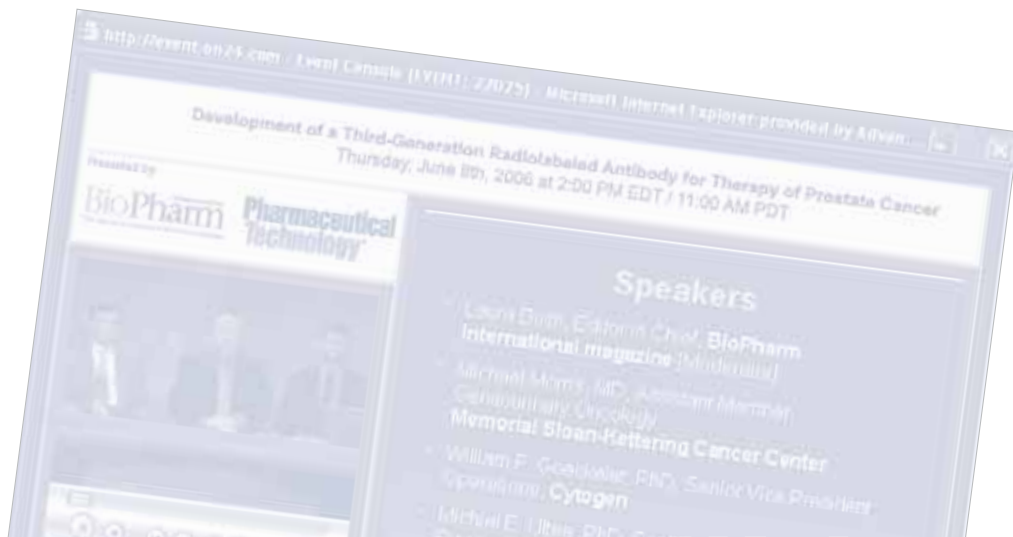 http://event.on24.com - Event Console (EVENT: 22075) - Microsoft Internet Explorer provided by Advan...
Development of a Third-Generation Radiolabeled Antibody for Therapy of Prostate Cancer
Thursday, June 8th, 2006 at 2:00 PM EDT / 11:00 AM PDT
Presented by
BioPharm
Pharmaceutical
Technology
Speakers
Laura Bush, Editor in Chief, BioPharm
International magazine [Moderator]
Michael Morris, MD, Assistant Member,
Genitourinary Oncology
Memorial Sloan-Kettering Cancer Center
William F. Goeckeler, PhD, Senior Vice President
Operations, Cytogen
Michael E. PhD,